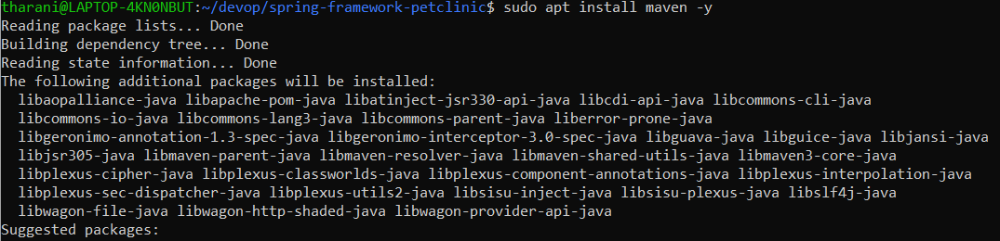 tharani@LAPTOP-4KN0NBUT:~/devop/spring-framework-petclinic$ sudo apt install maven -y
Reading package lists... Done
Building dependency tree... Done
Reading state information... Done
The following additional packages will be installed:
  libaopalliance-java libapache-pom-java libatinject-jsr330-api-java libcdi-api-java libcommons-cli-java
  libcommons-io-java libcommons-lang3-java libcommons-parent-java liberror-prone-java
  libgeronimo-annotation-1.3-spec-java libgeronimo-interceptor-3.0-spec-java libguava-java libguice-java libjansi-java
  libjsr305-java libmaven-parent-java libmaven-resolver-java libmaven-shared-utils-java libmaven3-core-java
  libplexus-cipher-java libplexus-classworlds-java libplexus-component-annotations-java libplexus-interpolation-java
  libplexus-sec-dispatcher-java libplexus-utils2-java libsisu-inject-java libsisu-plexus-java libslf4j-java
  libwagon-file-java libwagon-http-shaded-java libwagon-provider-api-java
Suggested packages: